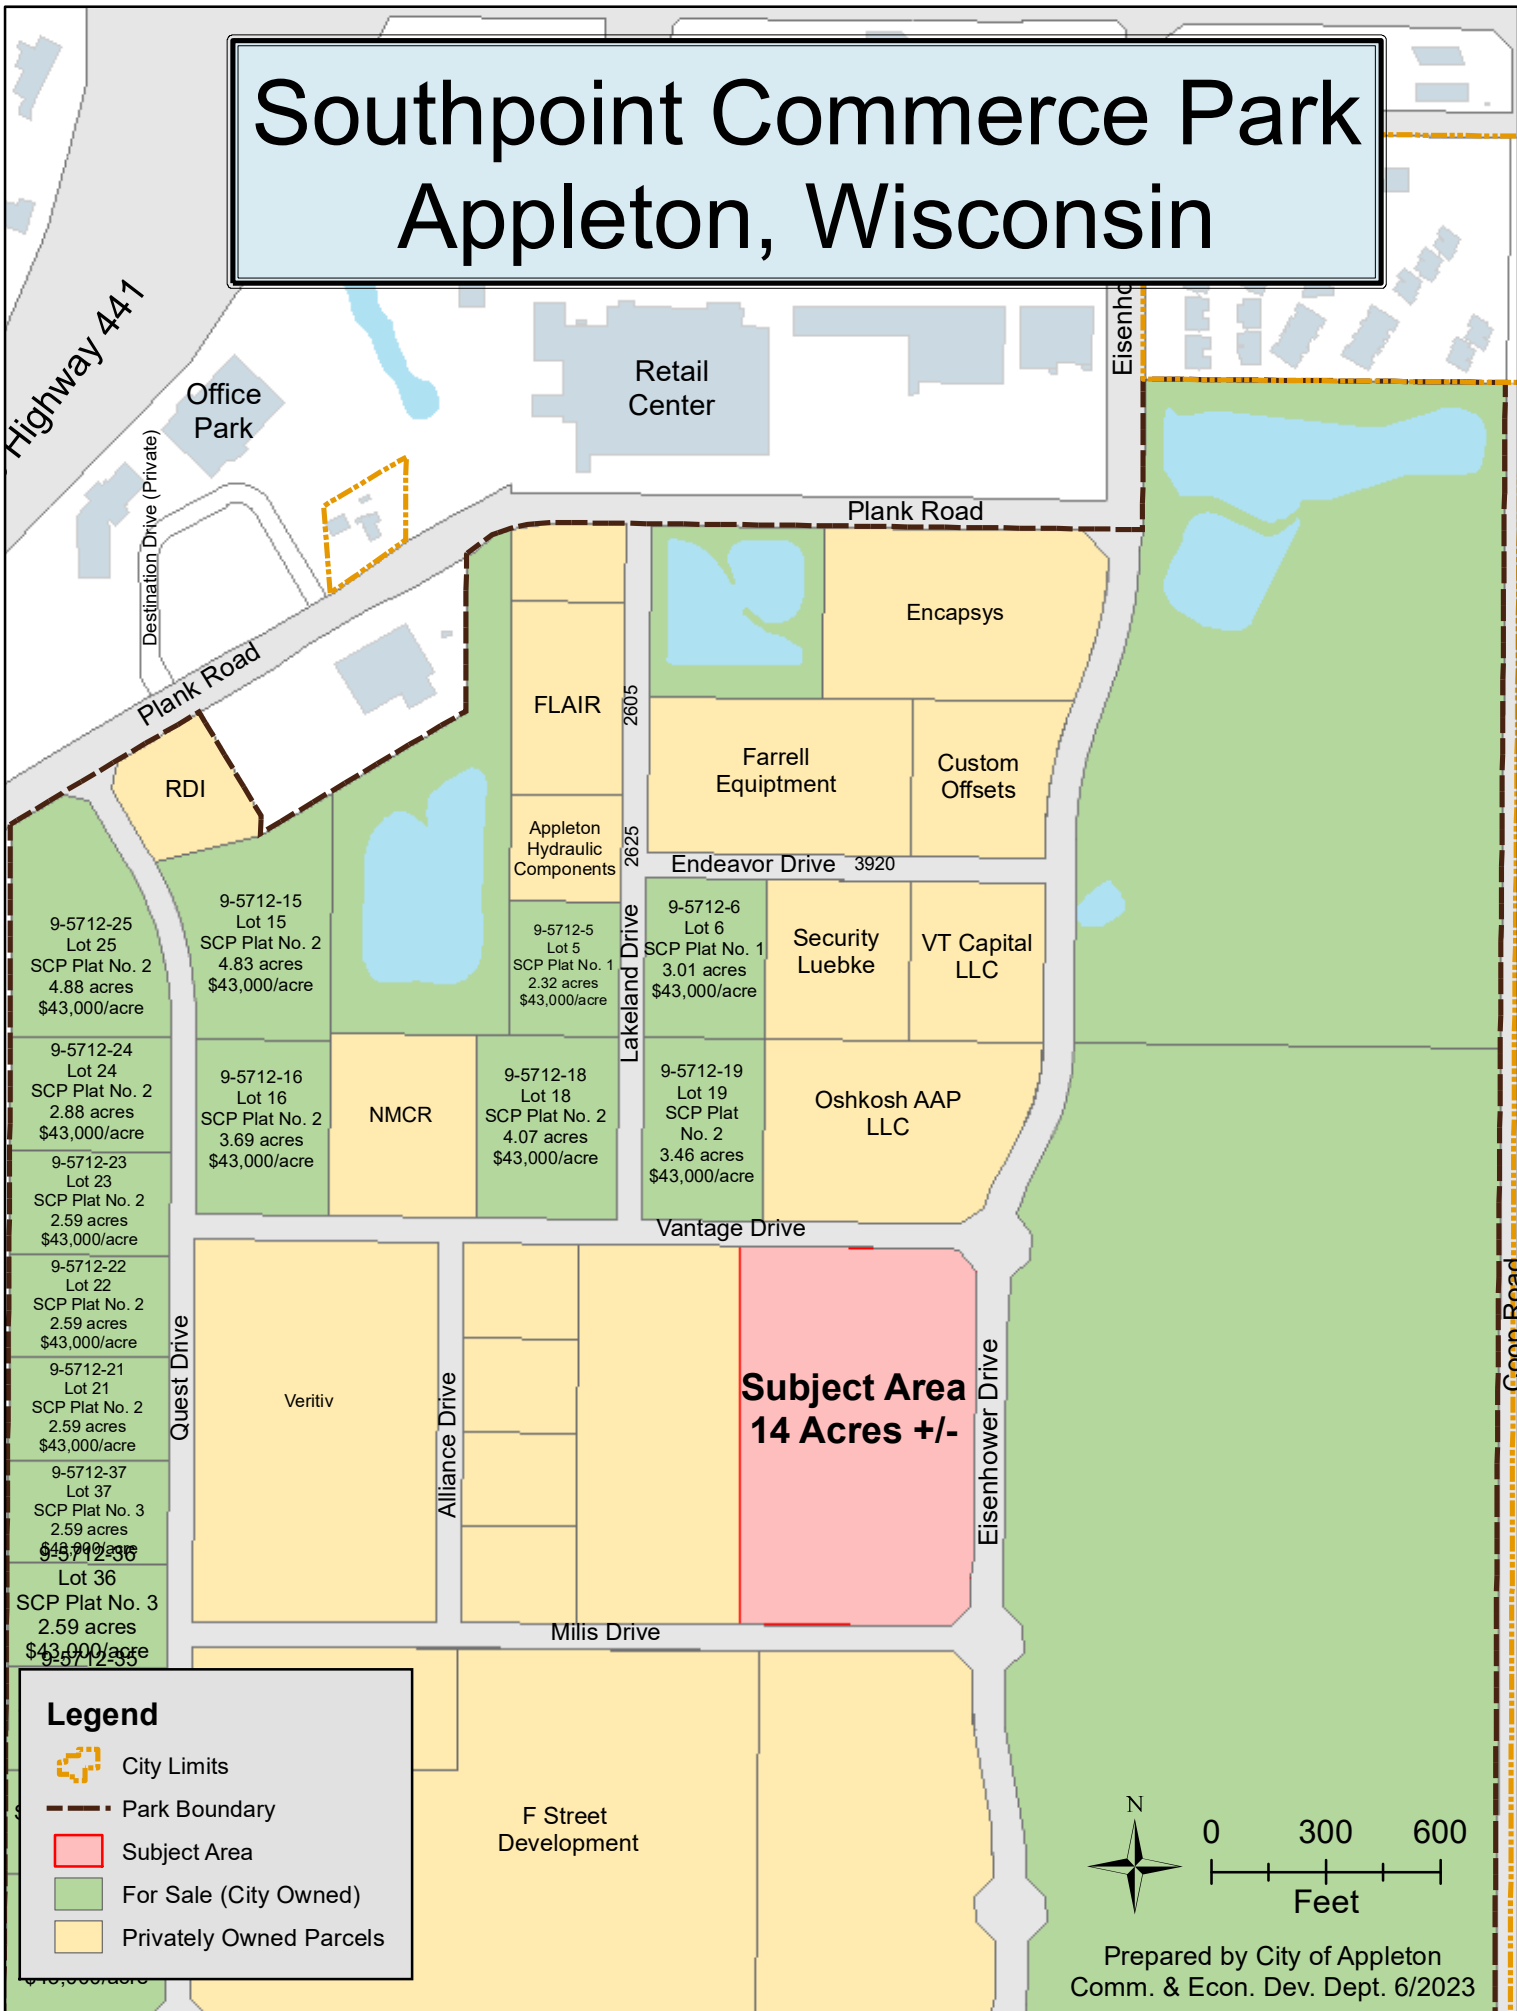 Southpoint Commerce Park
Appleton, Wisconsin
Highway 441
Office
Park
Retail
Center
Destination Drive (Private)
Plank Road
Plank Road
Encapsys
FLAIR
2605
Farrell
Equiptment
Custom
Offsets
RDI
Appleton
Hydraulic
Components
2625
Endeavor Drive
3920
9-5712-25
Lot 25
SCP Plat No. 2
4.88 acres
$43,000/acre
9-5712-15
Lot 15
SCP Plat No. 2
4.83 acres
$43,000/acre
9-5712-5
Lot 5
SCP Plat No. 1
2.32 acres
$43,000/acre
Lakeland Drive
9-5712-6
Lot 6
SCP Plat No. 1
3.01 acres
$43,000/acre
Security
Luebke
VT Capital
LLC
9-5712-24
Lot 24
SCP Plat No. 2
2.88 acres
$43,000/acre
9-5712-16
Lot 16
SCP Plat No. 2
3.69 acres
$43,000/acre
NMCR
9-5712-18
Lot 18
SCP Plat No. 2
4.07 acres
$43,000/acre
9-5712-19
Lot 19
SCP Plat
No. 2
3.46 acres
$43,000/acre
Oshkosh AAP
LLC
9-5712-23
Lot 23
SCP Plat No. 2
2.59 acres
$43,000/acre
Vantage Drive
9-5712-22
Lot 22
SCP Plat No. 2
2.59 acres
$43,000/acre
9-5712-21
Lot 21
SCP Plat No. 2
2.59 acres
$43,000/acre
Quest Drive
Veritiv
Alliance Drive
Subject Area
14 Acres +/-
Eisenhower Drive
Coop Road
9-5712-37
Lot 37
SCP Plat No. 3
2.59 acres
$43,000/acre
9-5712-36
Lot 36
SCP Plat No. 3
2.59 acres
$43,000/acre
9-5712-35
Milis Drive
F Street
Development
Legend
City Limits
Park Boundary
Subject Area
For Sale (City Owned)
Privately Owned Parcels
N
0 300 600
Feet
Prepared by City of Appleton
Comm. & Econ. Dev. Dept. 6/2023